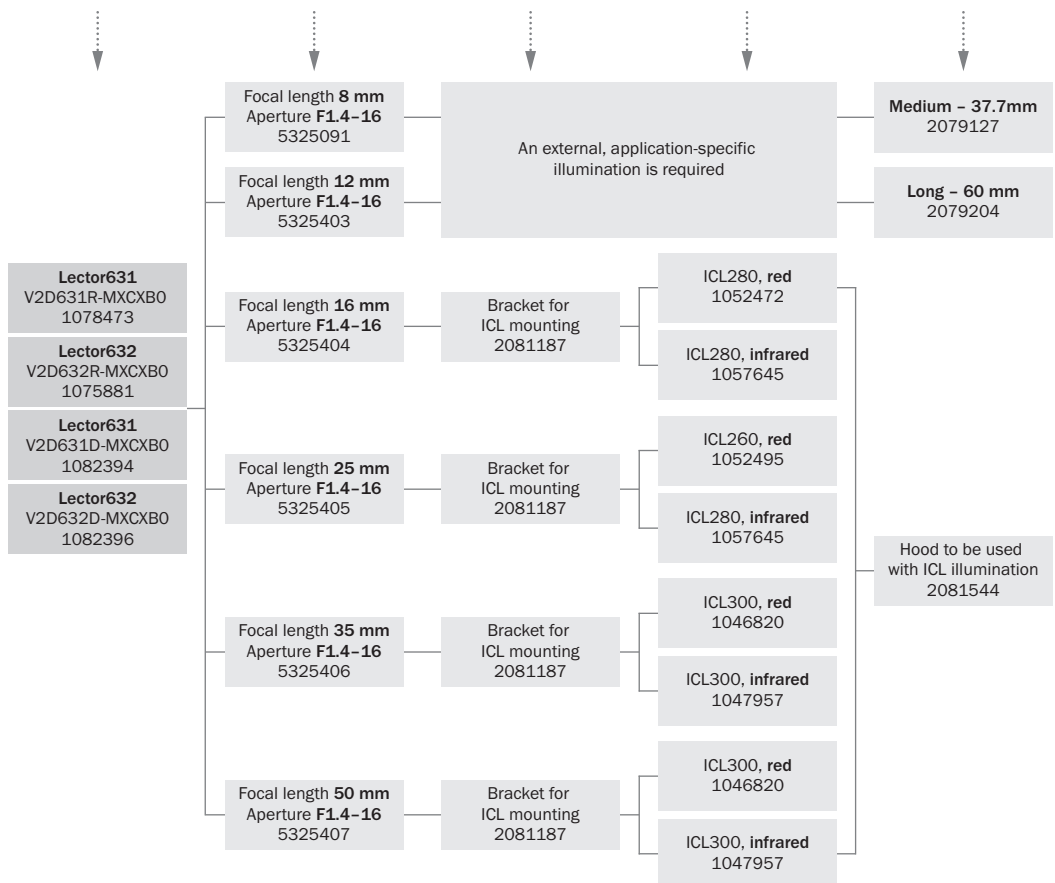 Lector631
V2D631R-MXCXB0
1078473
Lector632
V2D632R-MXCXB0
1075881
Lector631
V2D631D-MXCXB0
1082394
Lector632
V2D632D-MXCXB0
1082396
Focal length 8 mm
Aperture F1.4–16
5325091
Focal length 12 mm
Aperture F1.4–16
5325403
An external, application-specific
illumination is required
Medium – 37.7mm
2079127
Long – 60 mm
2079204
Focal length 16 mm
Aperture F1.4–16
5325404
Bracket for
ICL mounting
2081187
ICL280, red
1052472
ICL280, infrared
1057645
Focal length 25 mm
Aperture F1.4–16
5325405
Bracket for
ICL mounting
2081187
ICL260, red
1052495
ICL280, infrared
1057645
Focal length 35 mm
Aperture F1.4–16
5325406
Bracket for
ICL mounting
2081187
ICL300, red
1046820
ICL300, infrared
1047957
Focal length 50 mm
Aperture F1.4–16
5325407
Bracket for
ICL mounting
2081187
ICL300, red
1046820
ICL300, infrared
1047957
Hood to be used
with ICL illumination
2081544